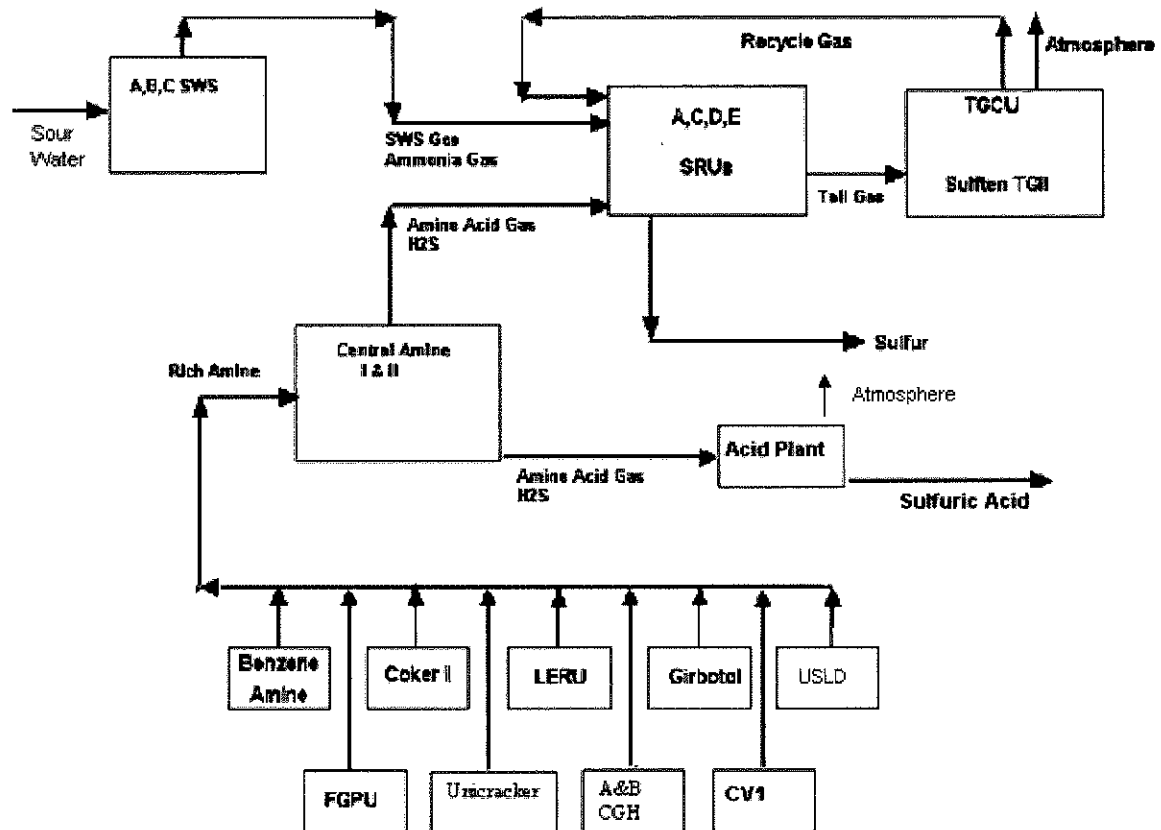 Recycle Gas
Atmosphere
A,B,C SWS
Sour
Water
SWS Gas
Ammonia Gas
A,C,D,E
SRUs
Tail Gas
TGCU
Sulften TGII
Amine Acid Gas
H2S
Central Amine
I & II
Rich Amine
Sulfur
Atmosphere
Acid Plant
Amine Acid Gas
H2S
Sulfuric Acid
Benzene
Amine
Coker II
LERU
Girbotol
USLD
FGPU
Unicracker
A&B
CGH
CV1